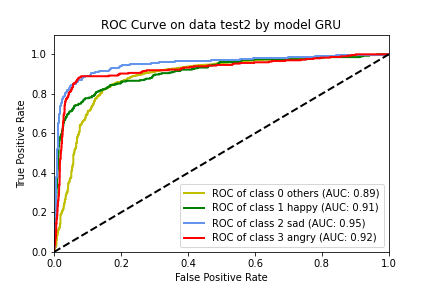 ROC Curve on data test2 by model GRU
True Positive Rate
1.0
0.8
0.6
0.4
0.2
0.0
ROC of class 0 others (AUC: 0.89)
ROC of class 1 happy (AUC: 0.91)
ROC of class 2 sad (AUC: 0.95)
ROC of class 3 angry (AUC: 0.92)
0.0 0.2 0.4 0.6 0.8 1.0
False Positive Rate